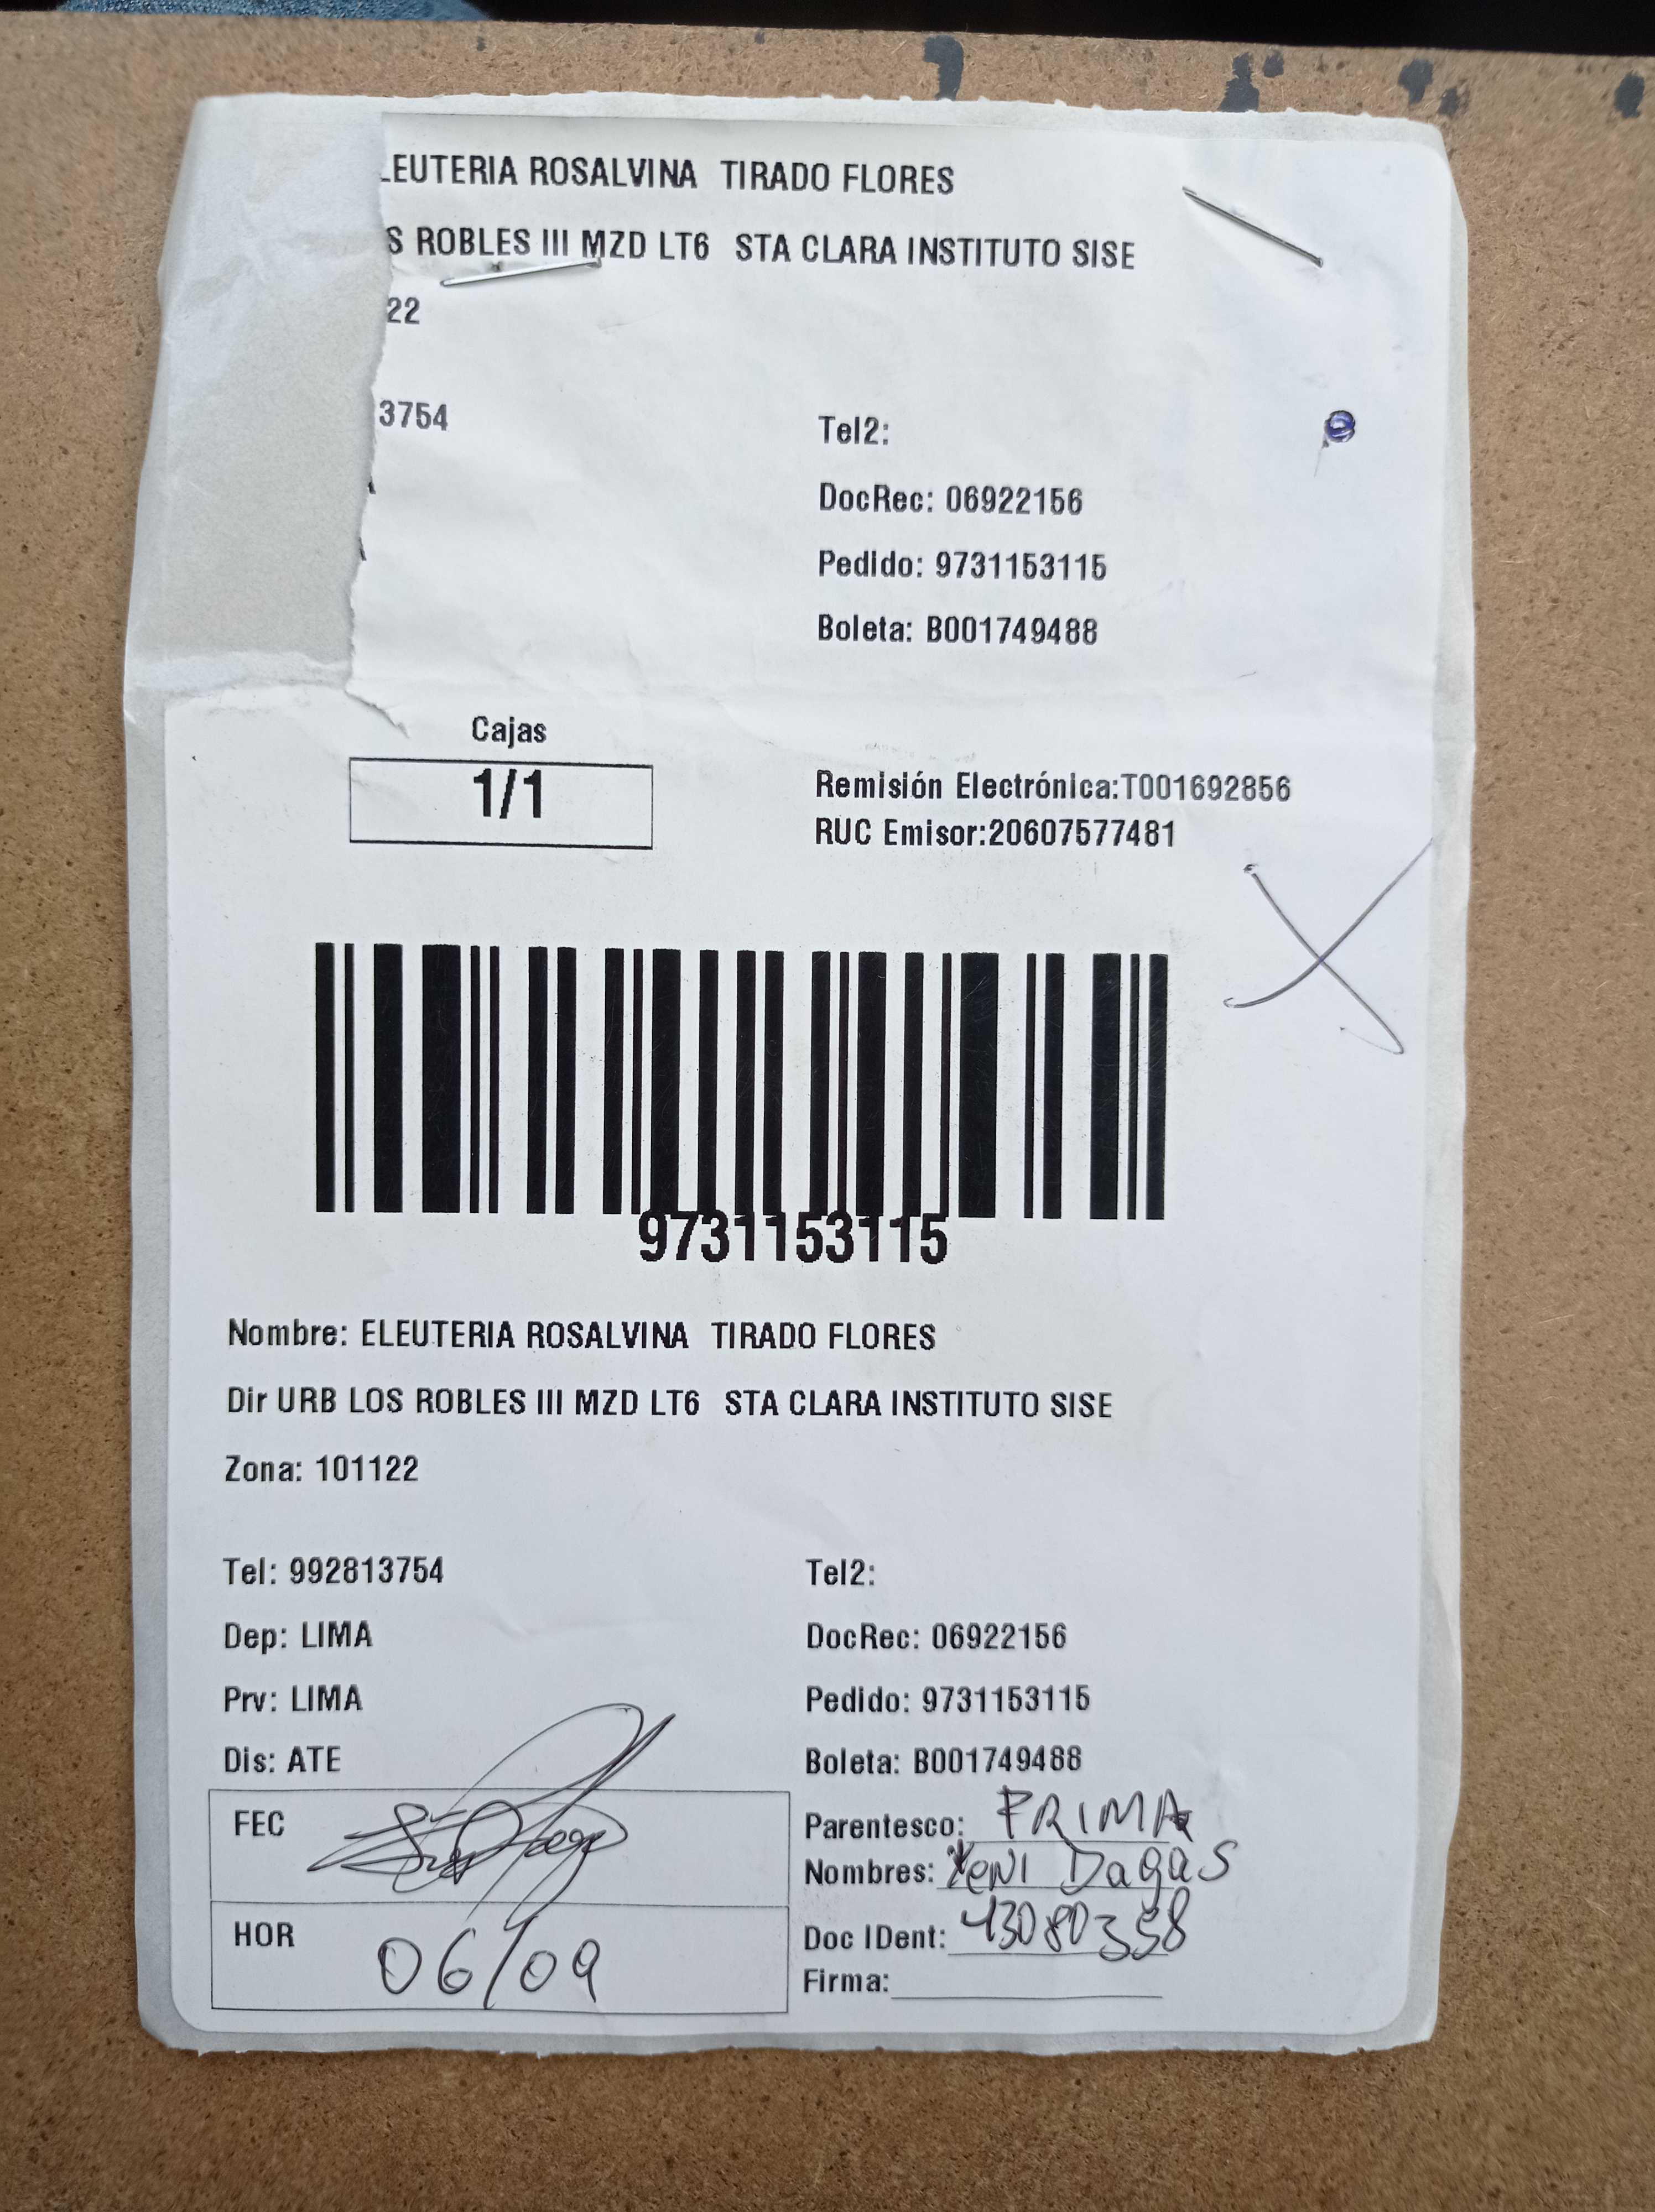 LEUTERIA ROSALVINA TIRADO FLORES
S ROBLES III MZD LT6 STA CLARA INSTITUTO SISE
22
3754
Tel2:
DocRec: 06922156
Pedido: 9731153115
Boleta: B001749488
Cajas
1/1
Remisión Electrónica:T001692856
RUC Emisor:20607577481
9731153115
Nombre: ELEUTERIA ROSALVINA TIRADO FLORES
Dir URB LOS ROBLES III MZD LT6 STA CLARA INSTITUTO SISE
Zona: 101122
Tel: 992813754
Tel2:
Dep: LIMA
DocRec: 06922156
Prv: LIMA
Pedido: 9731153115
Dis: ATE
Boleta: B001749488
FEC
Parentesco: PRIMA
Nombres: YENI Dagas
HOR 06/09
Doc IDent: 43080358
Firma: